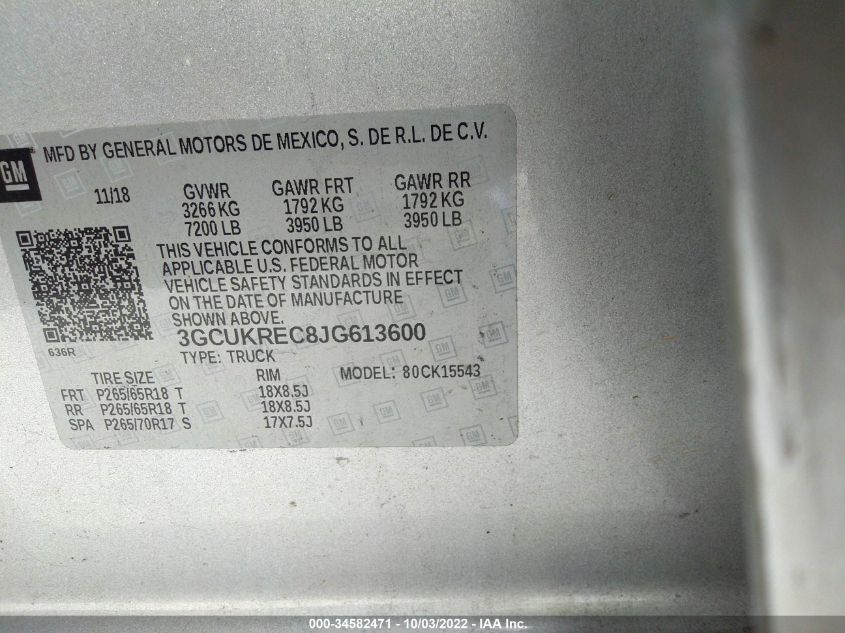 MFD BY GENERAL MOTORS DE MEXICO, S. DE R.L. DE C.V.
GM
11/18 GVWR GAWR FRT GAWR RR
3266 KG 1792 KG 1792 KG
7200 LB 3950 LB 3950 LB
THIS VEHICLE CONFORMS TO ALL
APPLICABLE U.S. FEDERAL MOTOR
VEHICLE SAFETY STANDARDS IN EFFECT
ON THE DATE OF MANUFACTURE
SHOWN ABOVE.
3GCUKREC8JG613600
636R
TYPE: TRUCK
MODEL: 80CK15543
TIRE SIZE RIM
FRT P265/65R18 T 18X8.5J
RR P265/65R18 T 18X8.5J
SPA P265/70R17 S 17X7.5J
000-34582471 - 10/03/2022 - IAA Inc.